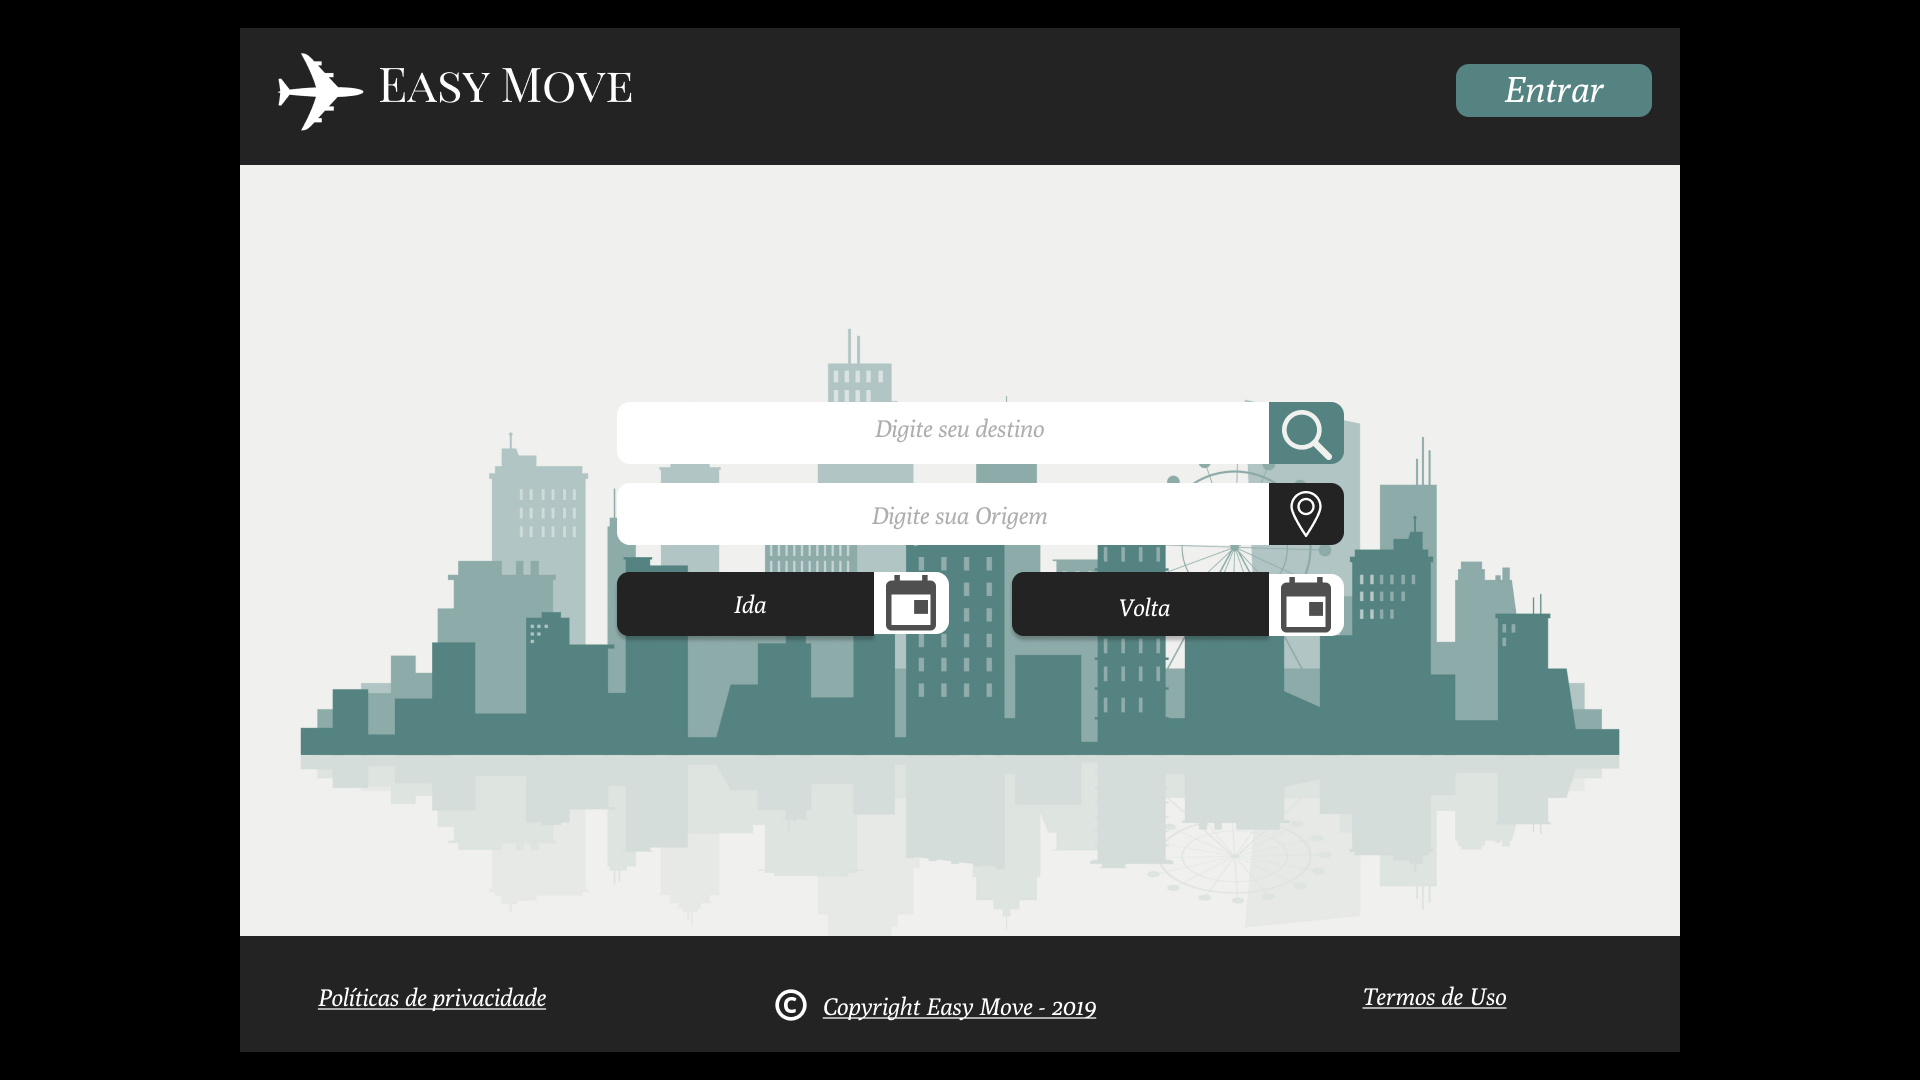 EASY MOVE
Entrar
Digite seu destino
Digite sua Origem
Ida
Volta
Políticas de privacidade
© Copyright Easy Move - 2019
Termos de Uso